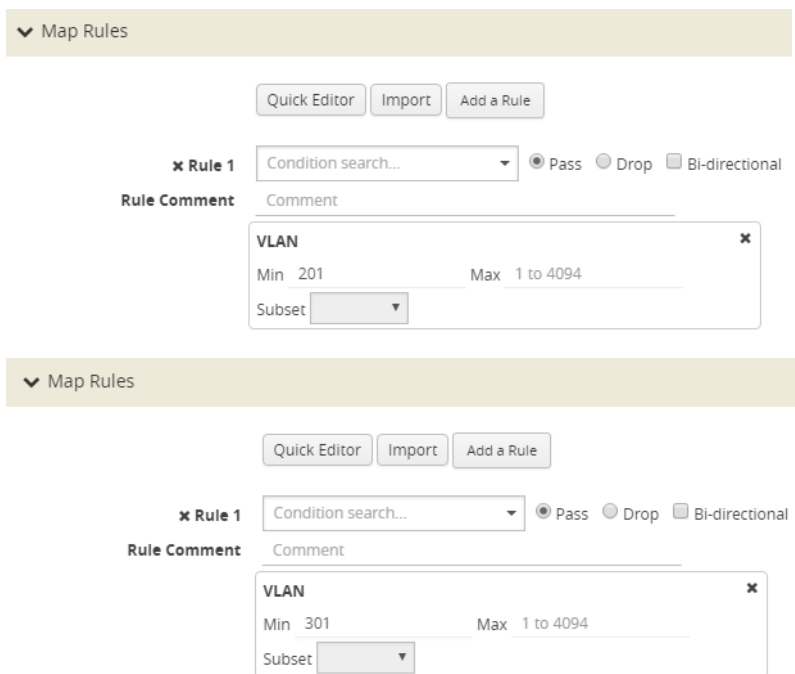 Map Rules
Quick Editor Import Add a Rule
✖ Rule 1 Condition search... Pass Drop Bi-directional
Rule Comment Comment
VLAN ✖
Min 201 Max 1 to 4094
Subset
Map Rules
Quick Editor Import Add a Rule
✖ Rule 1 Condition search... Pass Drop Bi-directional
Rule Comment Comment
VLAN ✖
Min 301 Max 1 to 4094
Subset